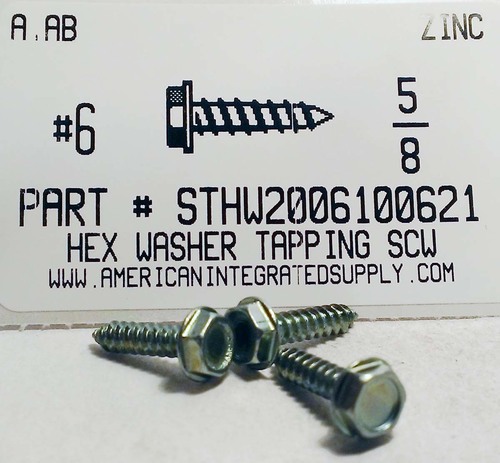 A.AB ZINC
#6 5/8
PART # STHW2006100621
HEX WASHER TAPPING SCW
WWW.AMERICANINTEGRATEDSUPPLY.COM